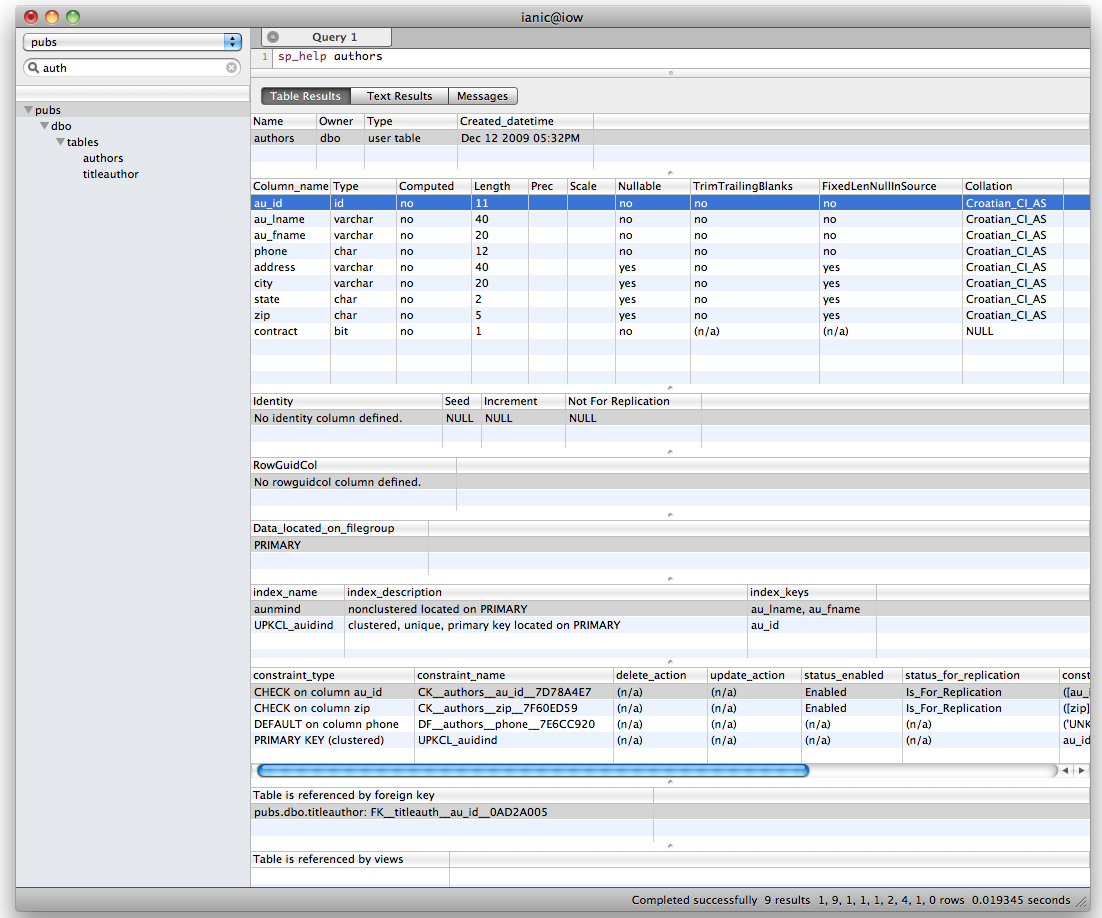 ianic@iow
pubs
Query 1
auth
1 sp_help authors
Table Results Text Results Messages
pubs
dbo
tables
authors
titleauthor
Name Owner Type Created_datetime
authors dbo user table Dec 12 2009 05:32PM
Column_name Type Computed Length Prec Scale Nullable TrimTrailingBlanks FixedLenNullInSource Collation
au_id id no 11 no no no Croatian_CI_AS
au_lname varchar no 40 no no no Croatian_CI_AS
au_fname varchar no 20 no no no Croatian_CI_AS
phone char no 12 no no no Croatian_CI_AS
address varchar no 40 yes no yes Croatian_CI_AS
city varchar no 20 yes no yes Croatian_CI_AS
state char no 2 yes no yes Croatian_CI_AS
zip char no 5 yes no yes Croatian_CI_AS
contract bit no 1 no (n/a) (n/a) NULL
Identity Seed Increment Not For Replication
No identity column defined. NULL NULL NULL
RowGuidCol
No rowguidcol column defined.
Data_located_on_filegroup
PRIMARY
index_name index_description index_keys
aunmind nonclustered located on PRIMARY au_lname, au_fname
UPKCL_auidind clustered, unique, primary key located on PRIMARY au_id
constraint_type constraint_name delete_action update_action status_enabled status_for_replication const
CHECK on column au_id CK__authors__au_id__7D78A4E7 (n/a) (n/a) Enabled Is_For_Replication ([au_i
CHECK on column zip CK__authors__zip__7F60ED59 (n/a) (n/a) Enabled Is_For_Replication ([zip]
DEFAULT on column phone DF__authors__phone__7E6CC920 (n/a) (n/a) (n/a) (n/a) ('UNK
PRIMARY KEY (clustered) UPKCL_auidind (n/a) (n/a) (n/a) (n/a) au_id
Table is referenced by foreign key
pubs.dbo.titleauthor: FK__titleauth__au_id__0AD2A005
Table is referenced by views
Completed successfully 9 results 1, 9, 1, 1, 1, 2, 4, 1, 0 rows 0.019345 seconds